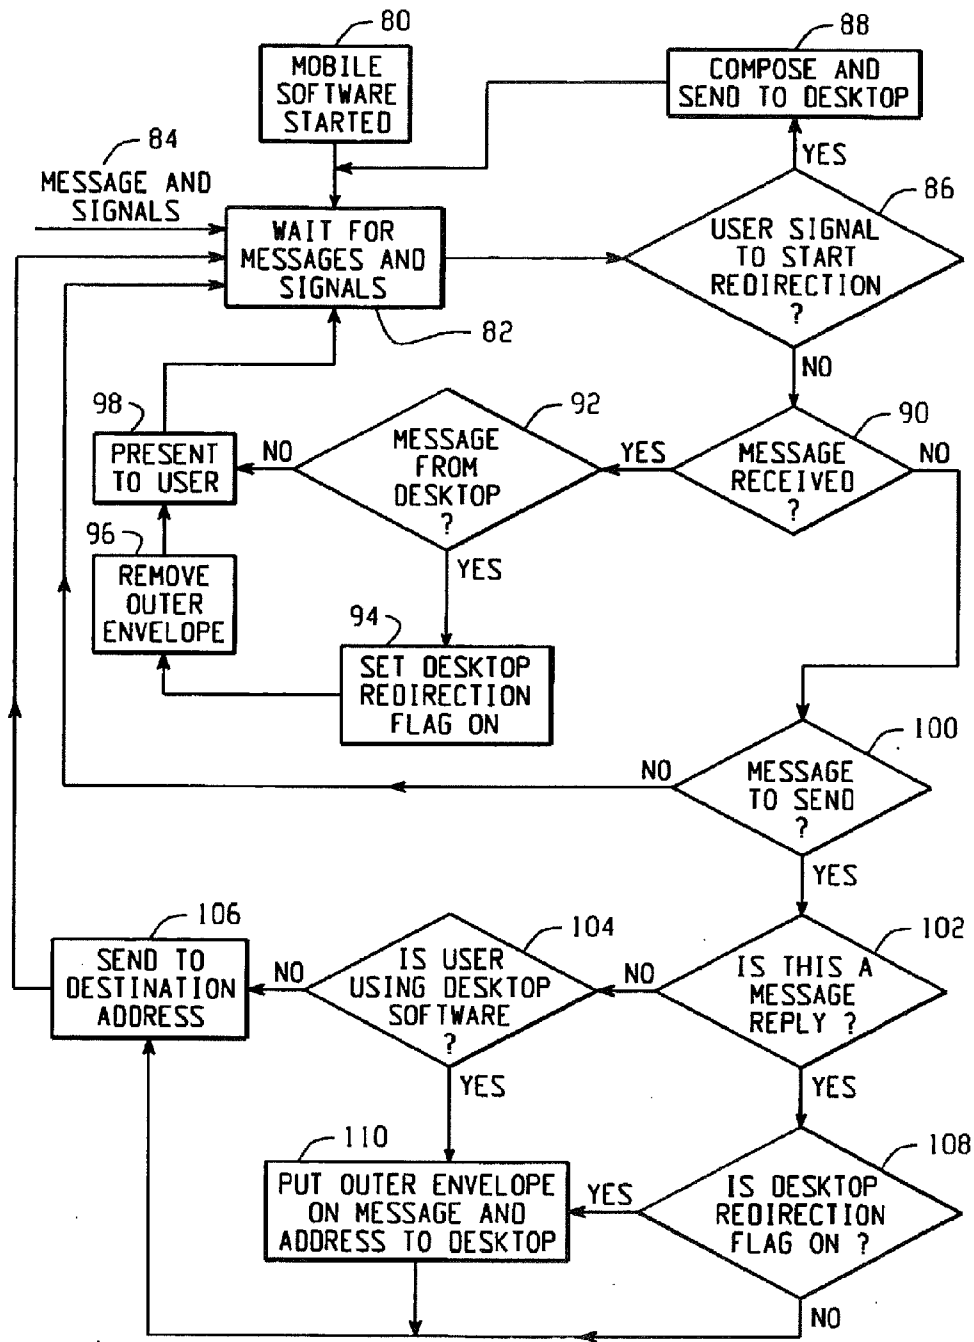 80
MOBILE
SOFTWARE
STARTED
88
COMPOSE AND
SEND TO DESKTOP
84
MESSAGE AND
SIGNALS
YES
86
WAIT FOR
MESSAGES AND
SIGNALS
82
USER SIGNAL
TO START
REDIRECTION
?
NO
98
PRESENT
TO USER
NO
92
MESSAGE
FROM
DESKTOP
?
YES
90
MESSAGE
RECEIVED
?
NO
96
REMOVE
OUTER
ENVELOPE
YES
94
SET DESKTOP
REDIRECTION
FLAG ON
100
NO
MESSAGE
TO SEND
?
YES
106
SEND TO
DESTINATION
ADDRESS
NO
104
IS USER
USING DESKTOP
SOFTWARE
?
NO
102
IS THIS A
MESSAGE
REPLY ?
YES
YES
110
PUT OUTER ENVELOPE
ON MESSAGE AND
ADDRESS TO DESKTOP
YES
108
IS DESKTOP
REDIRECTION
FLAG ON ?
NO